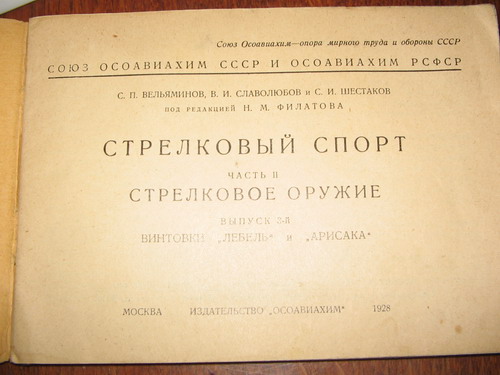 Союз Осоавиахим—опора мирного труда и обороны СССР
СОЮЗ ОСОАВИАХИМ СССР И ОСОАВИАХИМ РСФСР
С. П. ВЕЛЬЯМИНОВ, В. И. СЛАВОЛЮБОВ и С. И. ШЕСТАКОВ
ПОД РЕДАКЦИЕЙ Н. М. ФИЛАТОВА
СТРЕЛКОВЫЙ СПОРТ
ЧАСТЬ II
СТРЕЛКОВОЕ ОРУЖИЕ
ВЫПУСК 3-й
ВИНТОВКИ „ЛЕБЕЛЬ“ и „АРИСАКА“
МОСКВА ИЗДАТЕЛЬСТВО „ОСОАВИАХИМ“ 1928